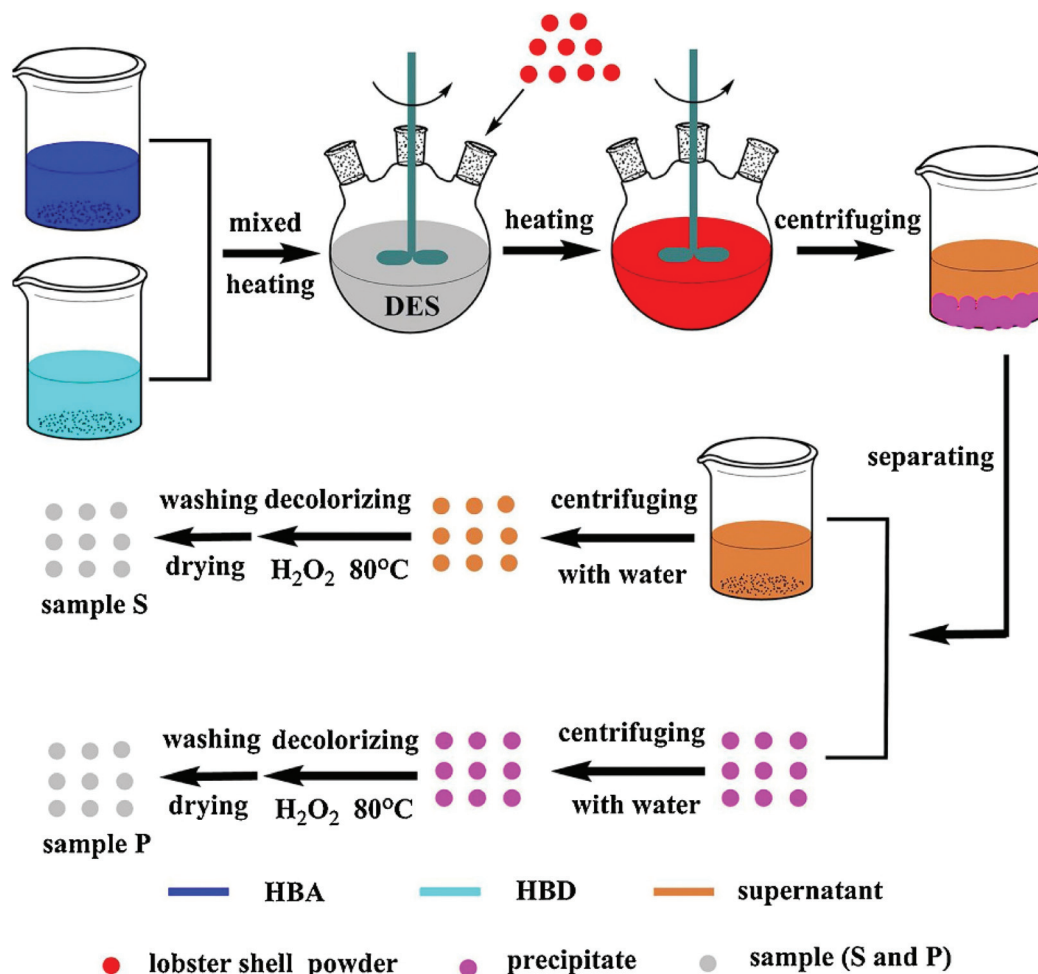 mixed
heating
DES
heating
centrifuging
separating
washing decolorizing
drying H₂O₂ 80°C
sample S
centrifuging
with water
washing decolorizing
drying H₂O₂ 80°C
sample P
centrifuging
with water
HBA HBD supernatant
lobster shell powder precipitate sample (S and P)